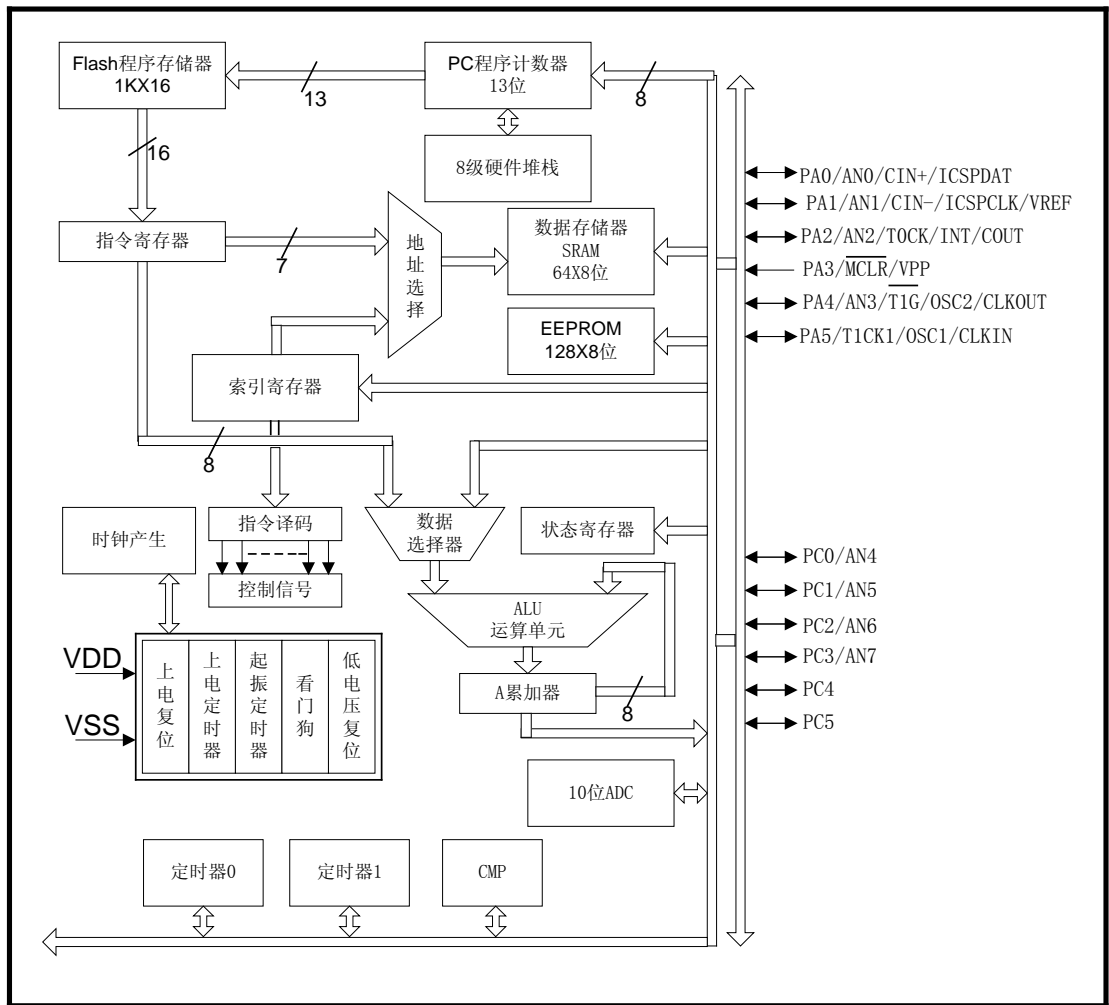 Flash程序存储器
1KX16
PC程序计数器
13位
13
8
16
8级硬件堆栈
指令寄存器
7
地址选择
数据存储器
SRAM
64X8位
EEPROM
128X8位
索引寄存器
8
指令译码
控制信号
数据
选择器
状态寄存器
时钟产生
ALU
运算单元
A累加器
8
VDD
VSS
上电复位
上电定时器
起振定时器
看门狗
低电压复位
10位ADC
定时器0
定时器1
CMP
PA0/AN0/CIN+/ICSPDAT
PA1/AN1/CIN-/ICSPCLK/VREF
PA2/AN2/T0CK/INT/COUT
PA3/MCLR/VPP
PA4/AN3/T1G/OSC2/CLKOUT
PA5/T1CK1/OSC1/CLKIN
PC0/AN4
PC1/AN5
PC2/AN6
PC3/AN7
PC4
PC5